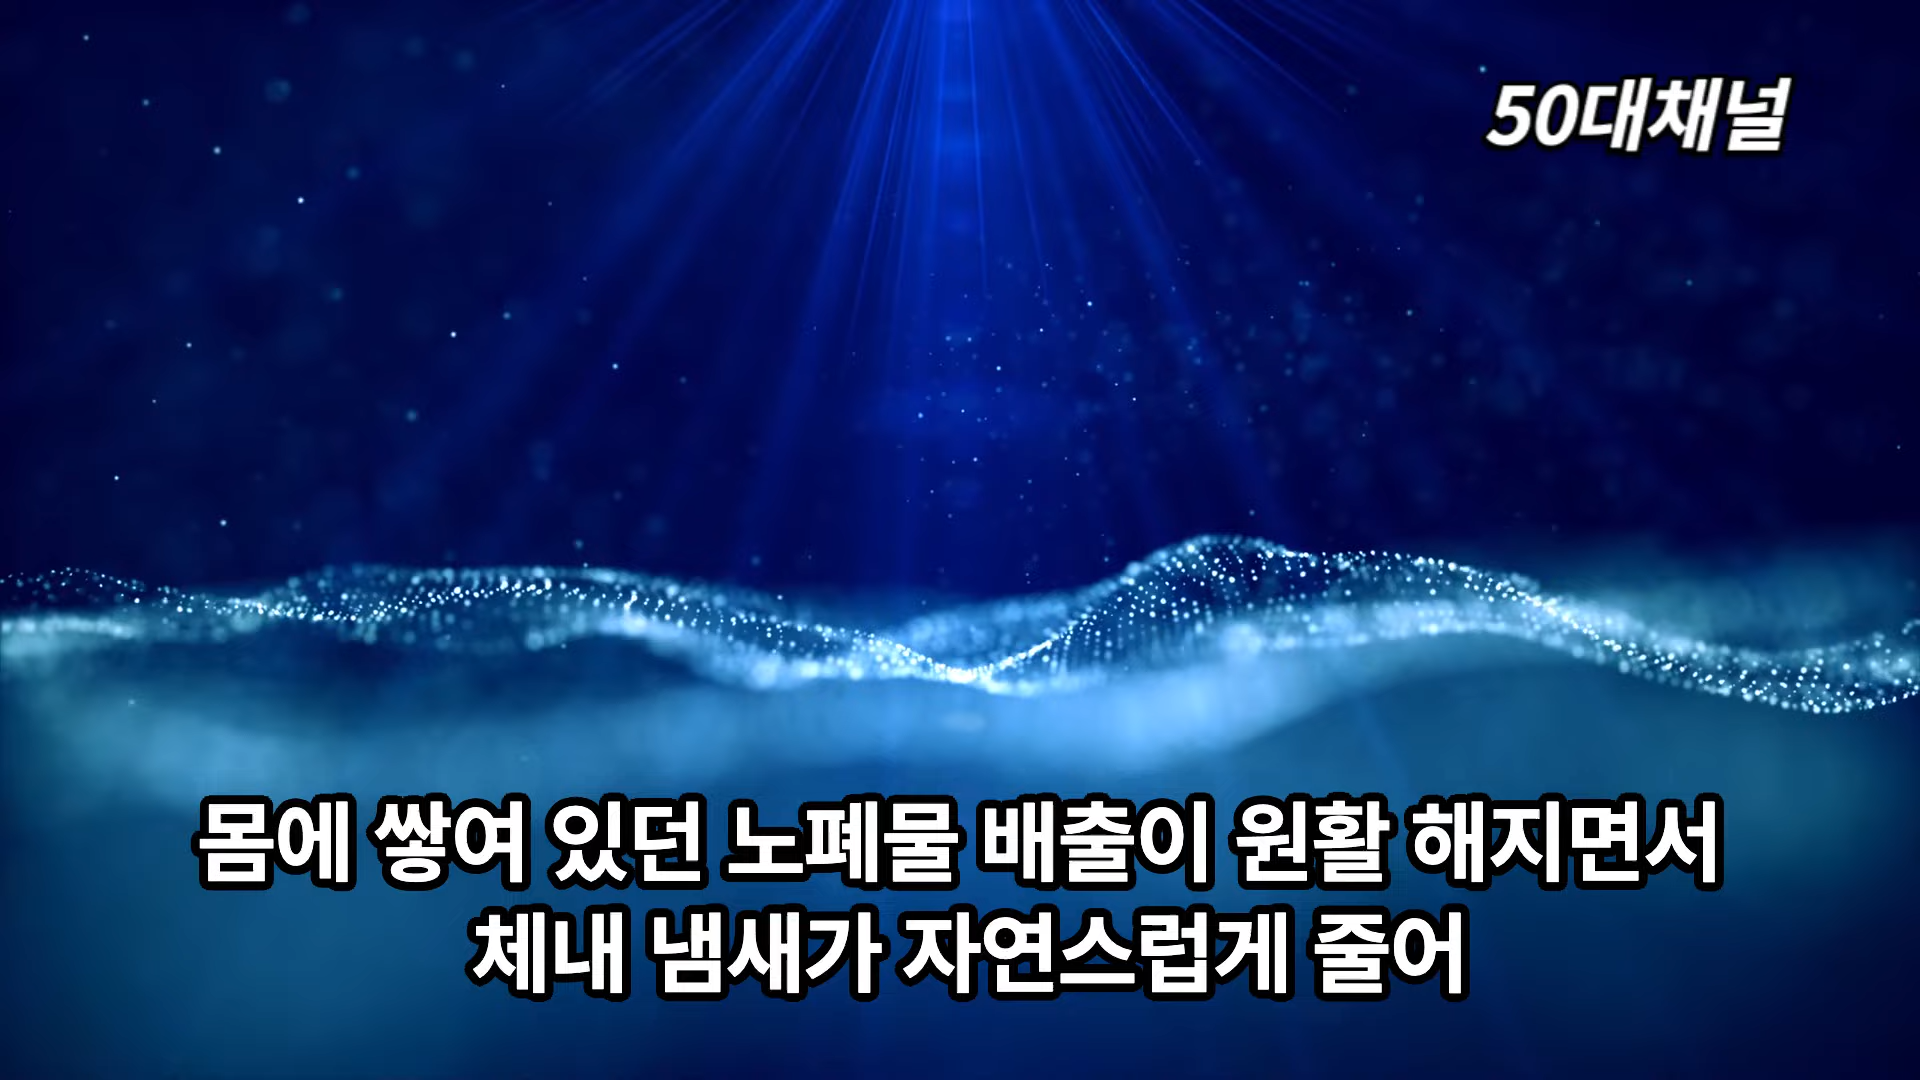 50대채널
몸에 쌓여 있던 노폐물 배출이 원활 해지면서
체내 냄새가 자연스럽게 줄어